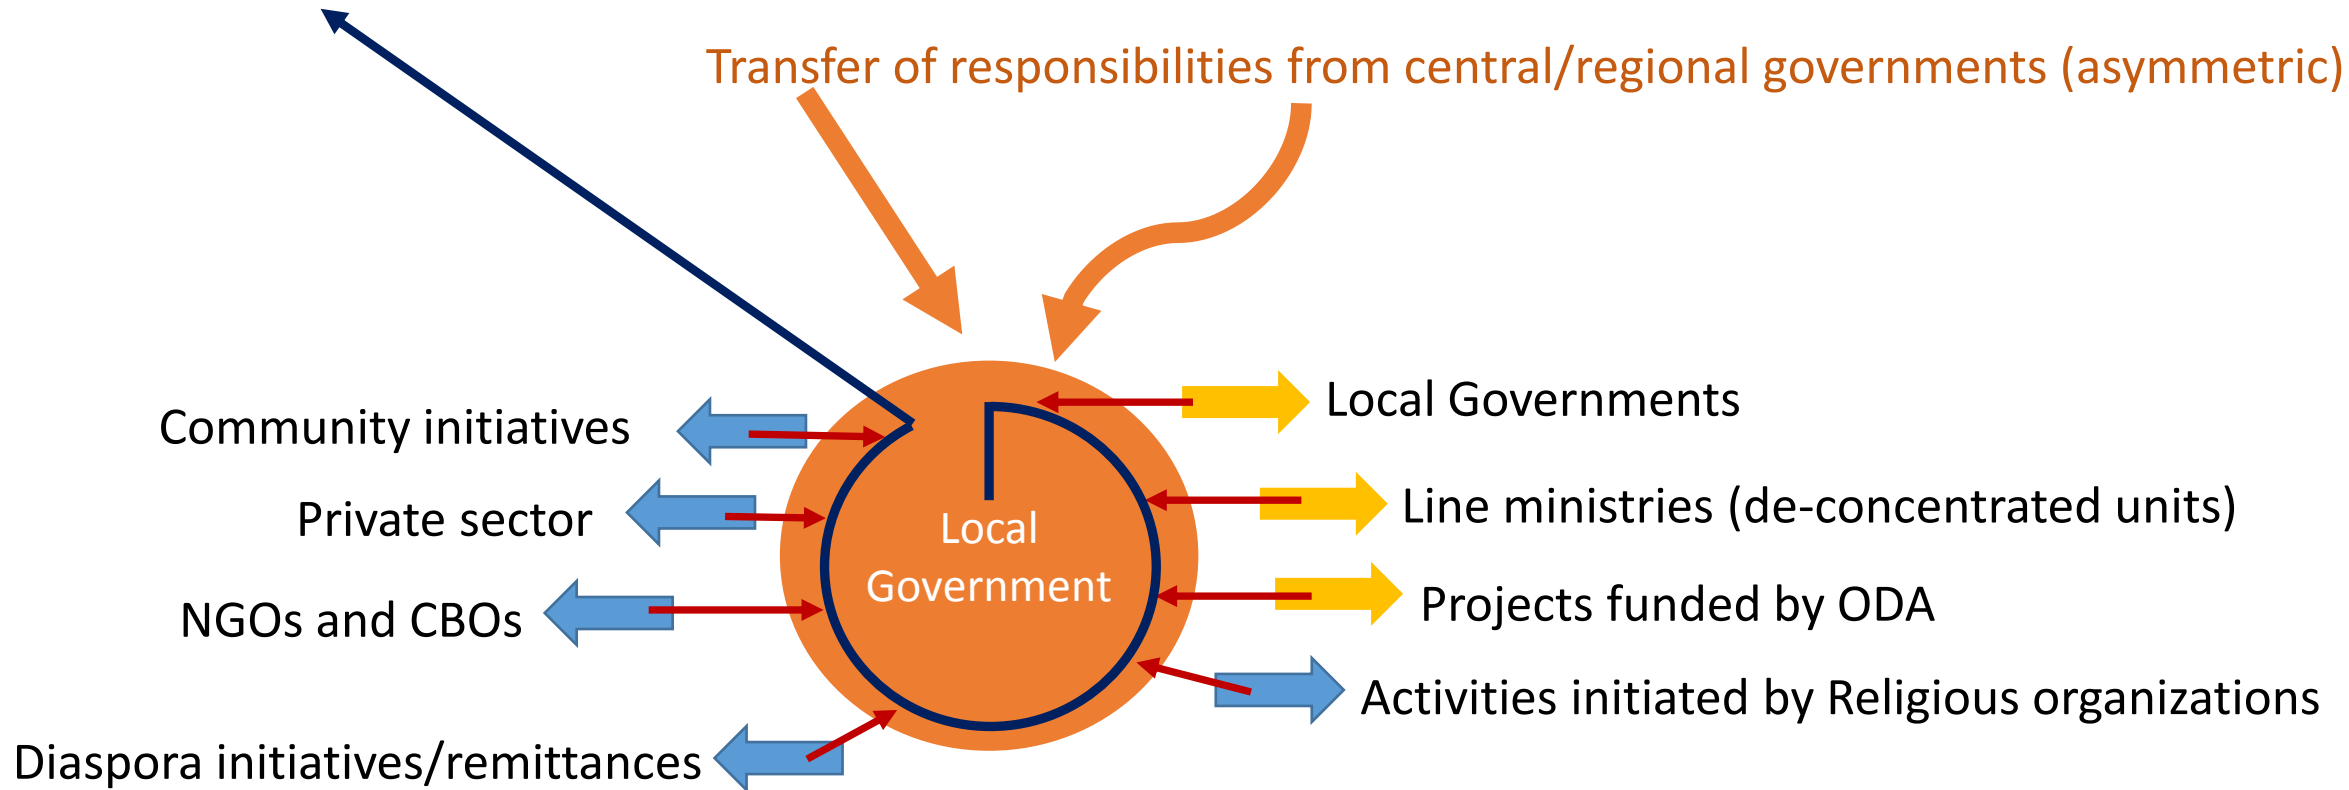 Transfer of responsibilities from central/regional governments (asymmetric)
Community initiatives
Private sector
NGOs and CBOs
Diaspora initiatives/remittances
Local
Government
Local Governments
Line ministries (de-concentrated units)
Projects funded by ODA
Activities initiated by Religious organizations